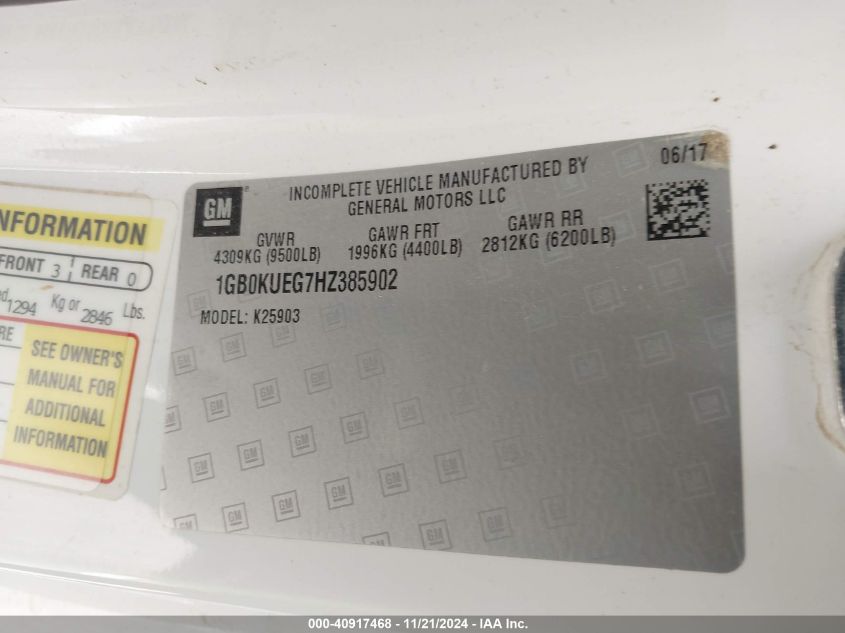 INFORMATION
FRONT 3 REAR 0
1294 Kg or 2846 Lbs.
SEE OWNER'S
MANUAL FOR
ADDITIONAL
INFORMATION
GM
INCOMPLETE VEHICLE MANUFACTURED BY
GENERAL MOTORS LLC
06/17
GVWR GAWR FRT GAWR RR
4309KG (9500LB) 1996KG (4400LB) 2812KG (6200LB)
1GB0KUEG7HZ385902
MODEL: K25903
000-40917468 - 11/21/2024 - IAA Inc.